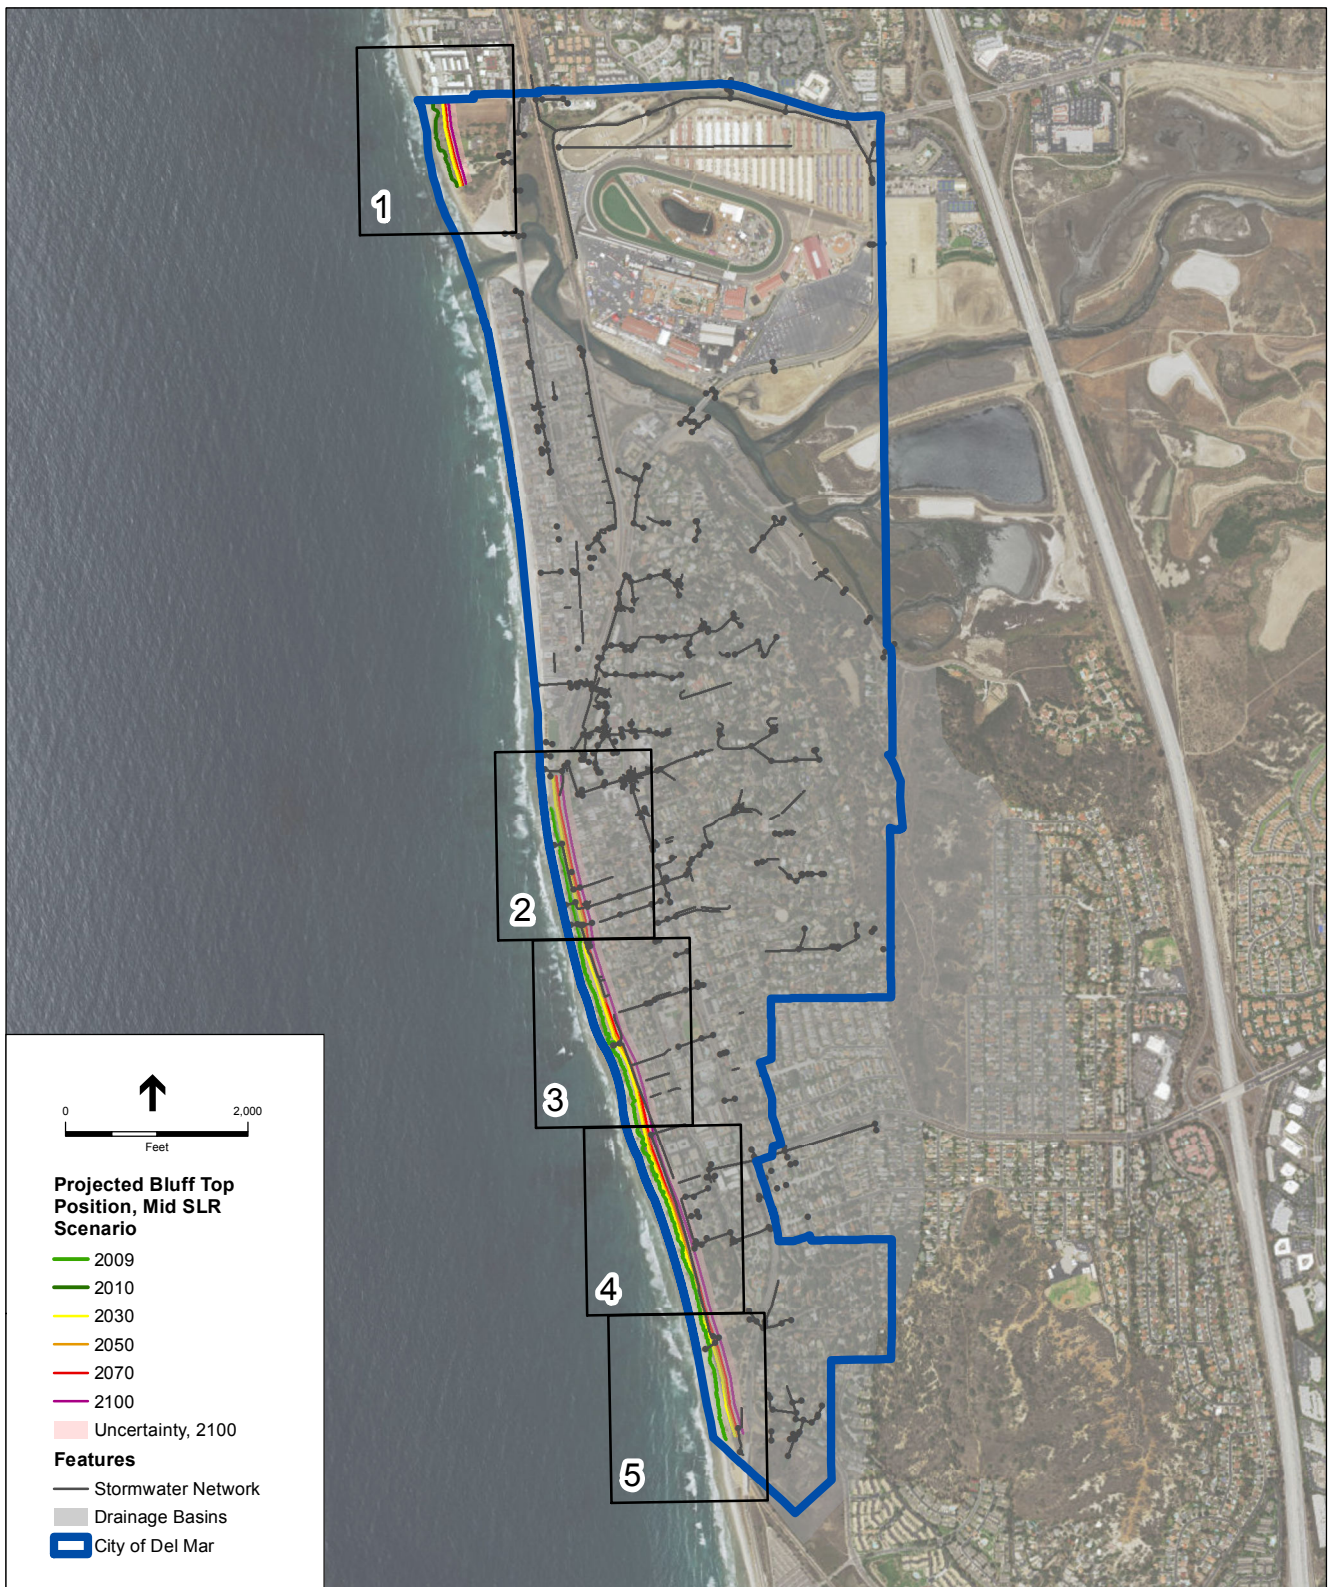 1
2
3
4
5
0 2,000
Feet
Projected Bluff Top
Position, Mid SLR
Scenario
2009
2010
2030
2050
2070
2100
Uncertainty, 2100
Features
Stormwater Network
Drainage Basins
City of Del Mar